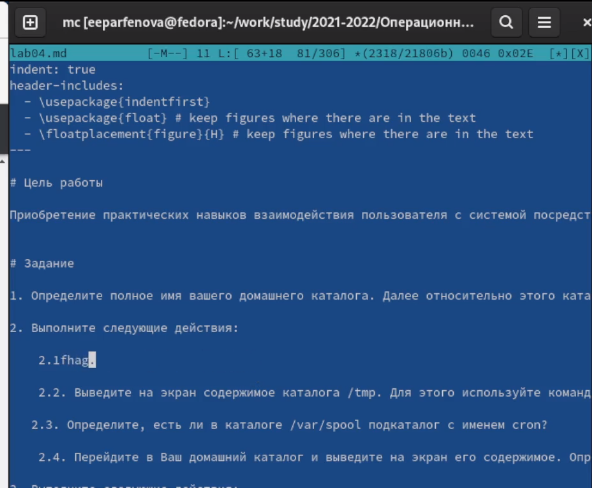 mc [eeparfenova@fedora]:~/work/study/2021-2022/Операционн...
lab04.md [-M--] 11 L:[ 63+18 81/306] *(2318/21806b) 0046 0x02E [*][X]
indent: true
header-includes:
- \usepackage{indentfirst}
- \usepackage{float} # keep figures where there are in the text
- \floatplacement{figure}{H} # keep figures where there are in the text
---
# Цель работы
Приобретение практических навыков взаимодействия пользователя с системой посредст
# Задание
1. Определите полное имя вашего домашнего каталога. Далее относительно этого ката
2. Выполните следующие действия:
2.1fhag.
2.2. Выведите на экран содержимое каталога /tmp. Для этого используйте команд
2.3. Определите, есть ли в каталоге /var/spool подкаталог с именем cron?
2.4. Перейдите в Ваш домашний каталог и выведите на экран его содержимое. Опр
3. Выполните следующие действия: